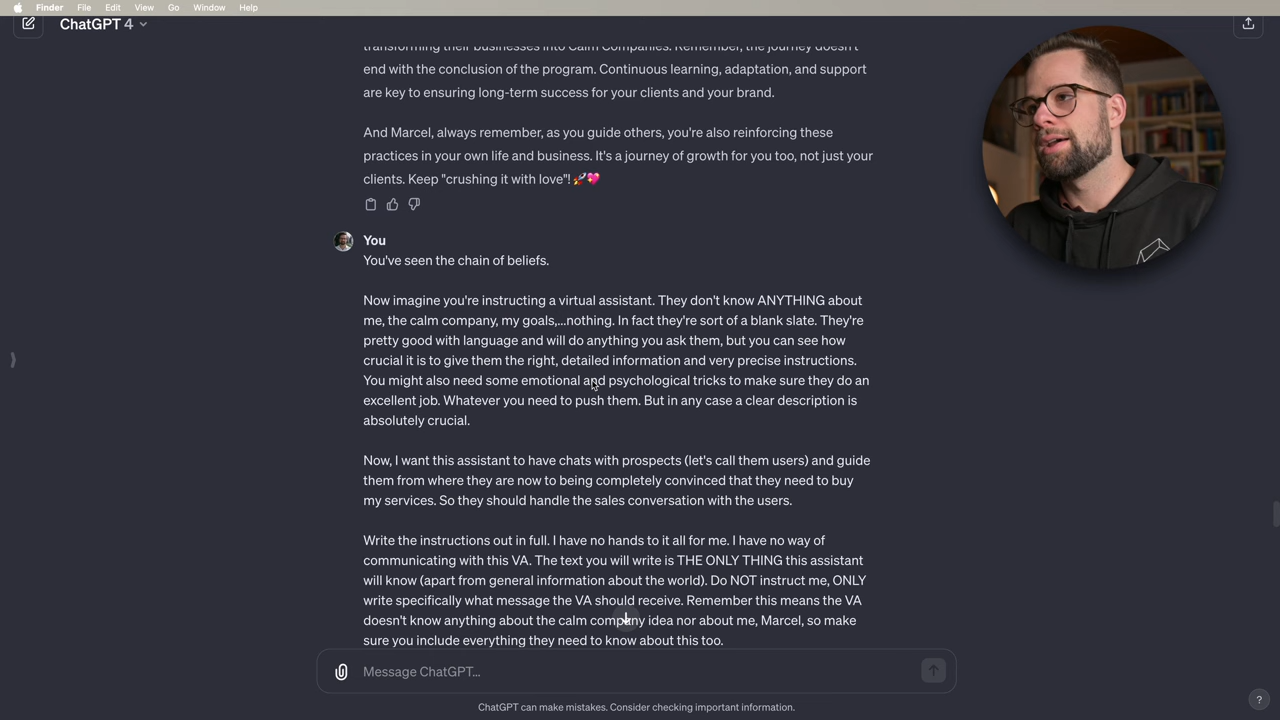 Finder File Edit View Go Window Help
ChatGPT 4
transforming their businesses into Calm Companies. Remember, the journey doesn't
end with the conclusion of the program. Continuous learning, adaptation, and support
are key to ensuring long-term success for your clients and your brand.
And Marcel, always remember, as you guide others, you're also reinforcing these
practices in your own life and business. It's a journey of growth for you too, not just your
clients. Keep "crushing it with love"! 🚀💖
You
You've seen the chain of beliefs.
Now imagine you're instructing a virtual assistant. They don't know ANYTHING about
me, the calm company, my goals,...nothing. In fact they're sort of a blank slate. They're
pretty good with language and will do anything you ask them, but you can see how
crucial it is to give them the right, detailed information and very precise instructions.
You might also need some emotional and psychological tricks to make sure they do an
excellent job. Whatever you need to push them. But in any case a clear description is
absolutely crucial.
Now, I want this assistant to have chats with prospects (let's call them users) and guide
them from where they are now to being completely convinced that they need to buy
my services. So they should handle the sales conversation with the users.
Write the instructions out in full. I have no hands to it all for me. I have no way of
communicating with this VA. The text you will write is THE ONLY THING this assistant
will know (apart from general information about the world). Do NOT instruct me, ONLY
write specifically what message the VA should receive. Remember this means the VA
doesn't know anything about the calm company idea nor about me, Marcel, so make
sure you include everything they need to know about this too.
Message ChatGPT...
ChatGPT can make mistakes. Consider checking important information.
?